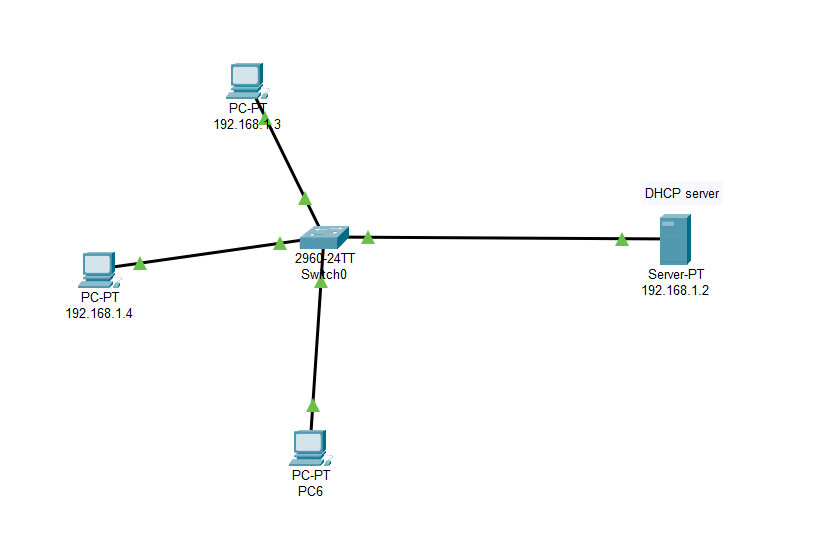 PC-PT
192.168.1.3
DHCP server
2960-24TT
Switch0
Server-PT
192.168.1.2
PC-PT
192.168.1.4
PC-PT
PC6